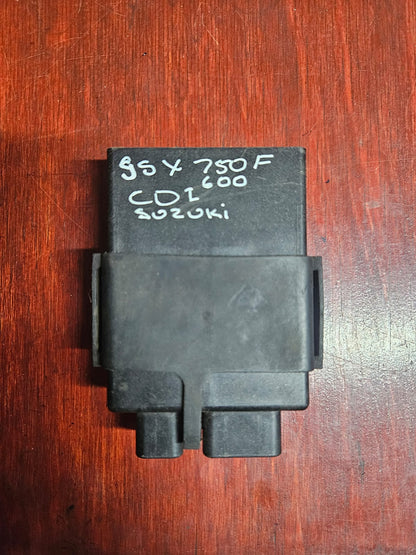 gSX 750F
600
CDI
SUZUKi